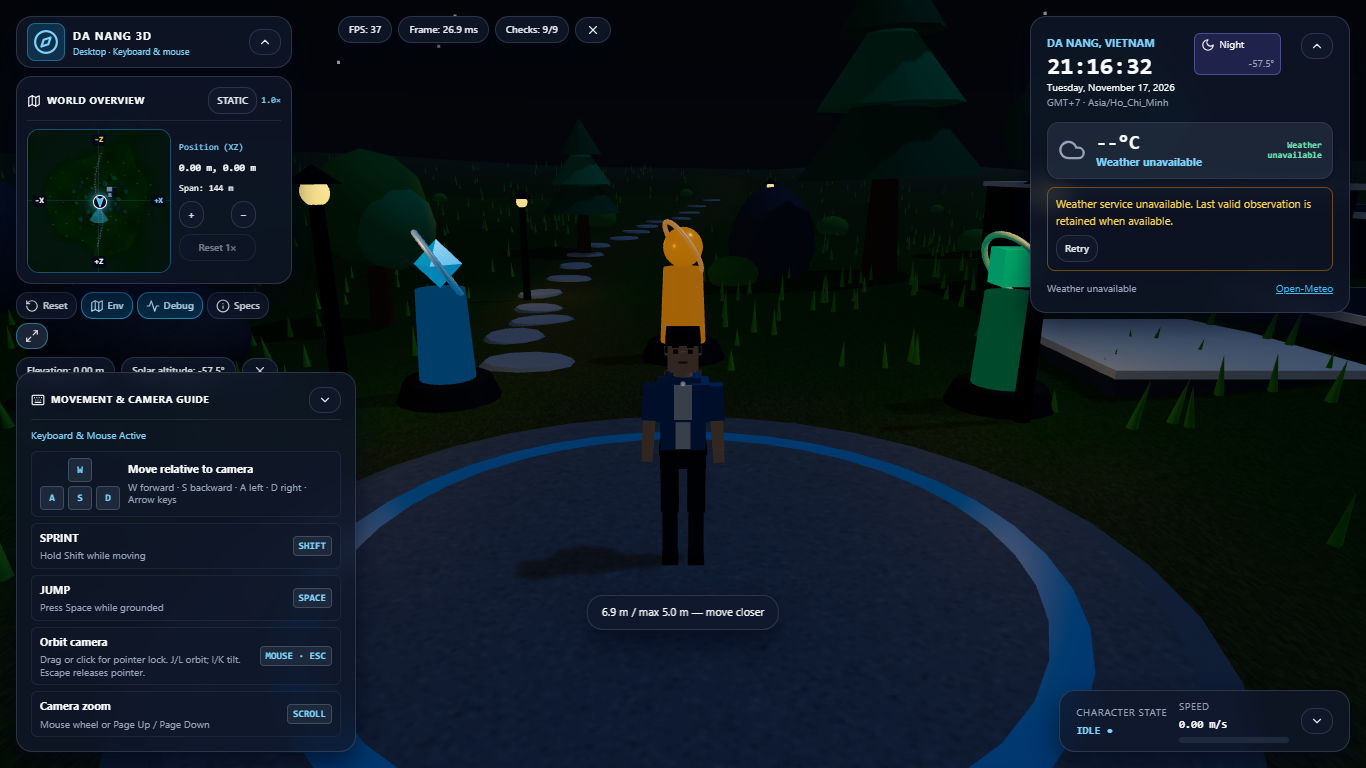 DA NANG 3D
Desktop · Keyboard & mouse
FPS: 37
Frame: 26.9 ms
Checks: 9/9
WORLD OVERVIEW
STATIC
1.0×
-Z
-X
+X
+Z
Position (XZ)
0.00 m, 0.00 m
Span: 144 m
+
−
Reset 1×
Reset
Env
Debug
Specs
Elevation: 0.00 m
Solar altitude: -57.5°
MOVEMENT & CAMERA GUIDE
Keyboard & Mouse Active
W
A
S
D
Move relative to camera
W forward · S backward · A left · D right ·
Arrow keys
SPRINT
Hold Shift while moving
SHIFT
JUMP
Press Space while grounded
SPACE
Orbit camera
Drag or click for pointer lock. J/L orbit; I/K tilt.
Escape releases pointer.
MOUSE · ESC
Camera zoom
Mouse wheel or Page Up / Page Down
SCROLL
6.9 m / max 5.0 m — move closer
DA NANG, VIETNAM
21:16:32
Tuesday, November 17, 2026
GMT+7 · Asia/Ho_Chi_Minh
Night
-57.5°
--°C
Weather unavailable
Weather
unavailable
Weather service unavailable. Last valid observation is
retained when available.
Retry
Weather unavailable
Open-Meteo
CHARACTER STATE
IDLE
SPEED
0.00 m/s